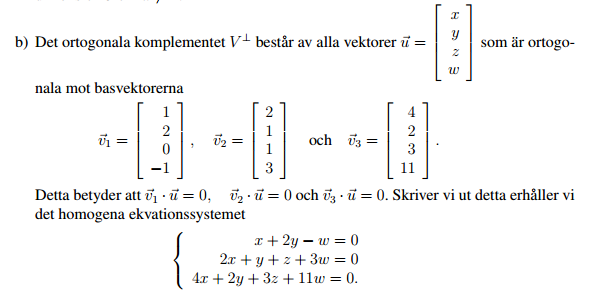 b) Det ortogonala komplementet V⊥ består av alla vektorer u⃗ = [x y z w] som är ortogo-
nala mot basvektorerna
v⃗1 = [1 2 0 −1], v⃗2 = [2 1 1 3] och v⃗3 = [4 2 3 11].
Detta betyder att v⃗1 · u⃗ = 0, v⃗2 · u⃗ = 0 och v⃗3 · u⃗ = 0. Skriver vi ut detta erhåller vi
det homogena ekvationssystemet
{ x + 2y − w = 0
2x + y + z + 3w = 0
4x + 2y + 3z + 11w = 0.